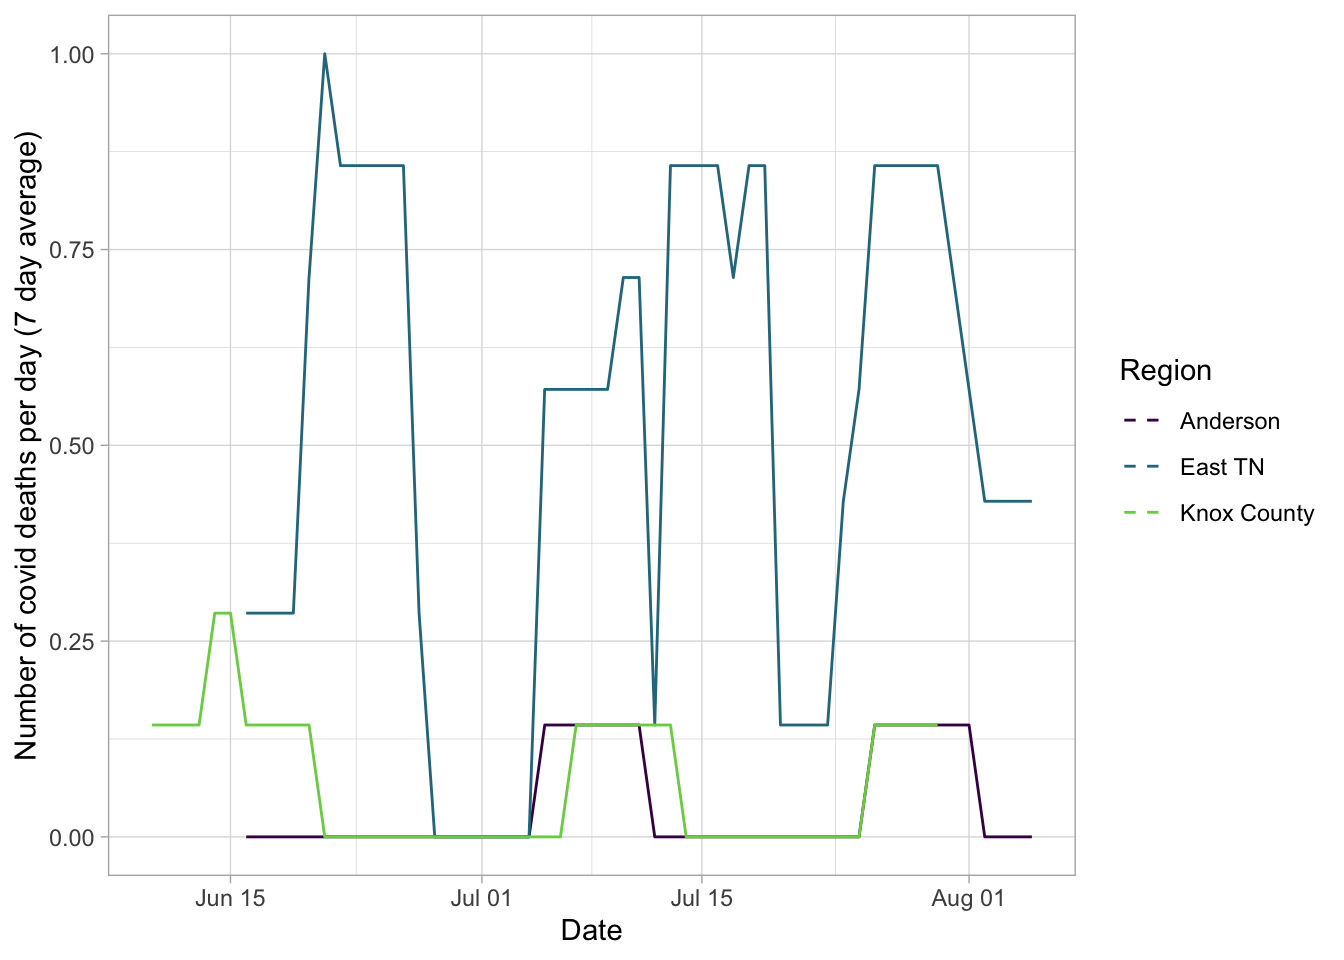 Number of covid deaths per day (7 day average)
1.00
0.75
0.50
0.25
0.00
Jun 15
Jul 01
Jul 15
Aug 01
Date
Region
Anderson
East TN
Knox County